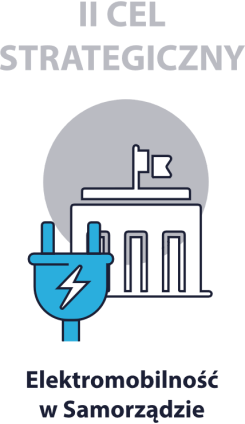 II CEL
STRATEGICZNY
Elektromobilność
w Samorządzie